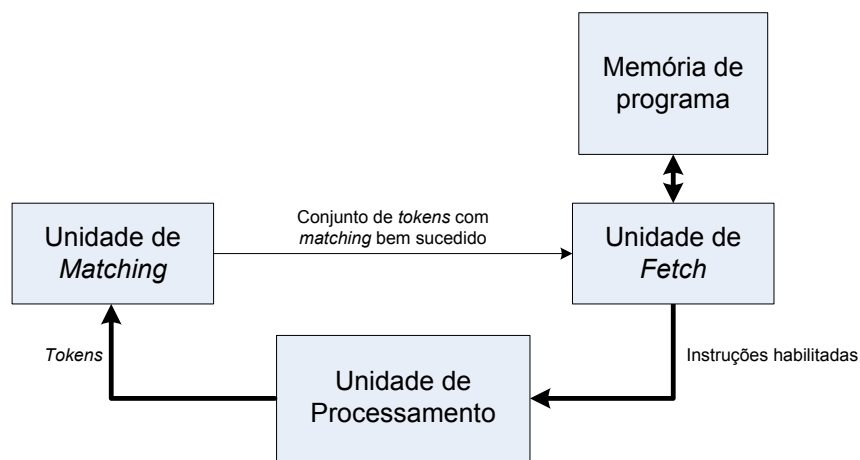 Memória de
programa
Conjunto de tokens com
matching bem sucedido
Unidade de
Matching
Unidade de
Fetch
Tokens
Instruções habilitadas
Unidade de
Processamento